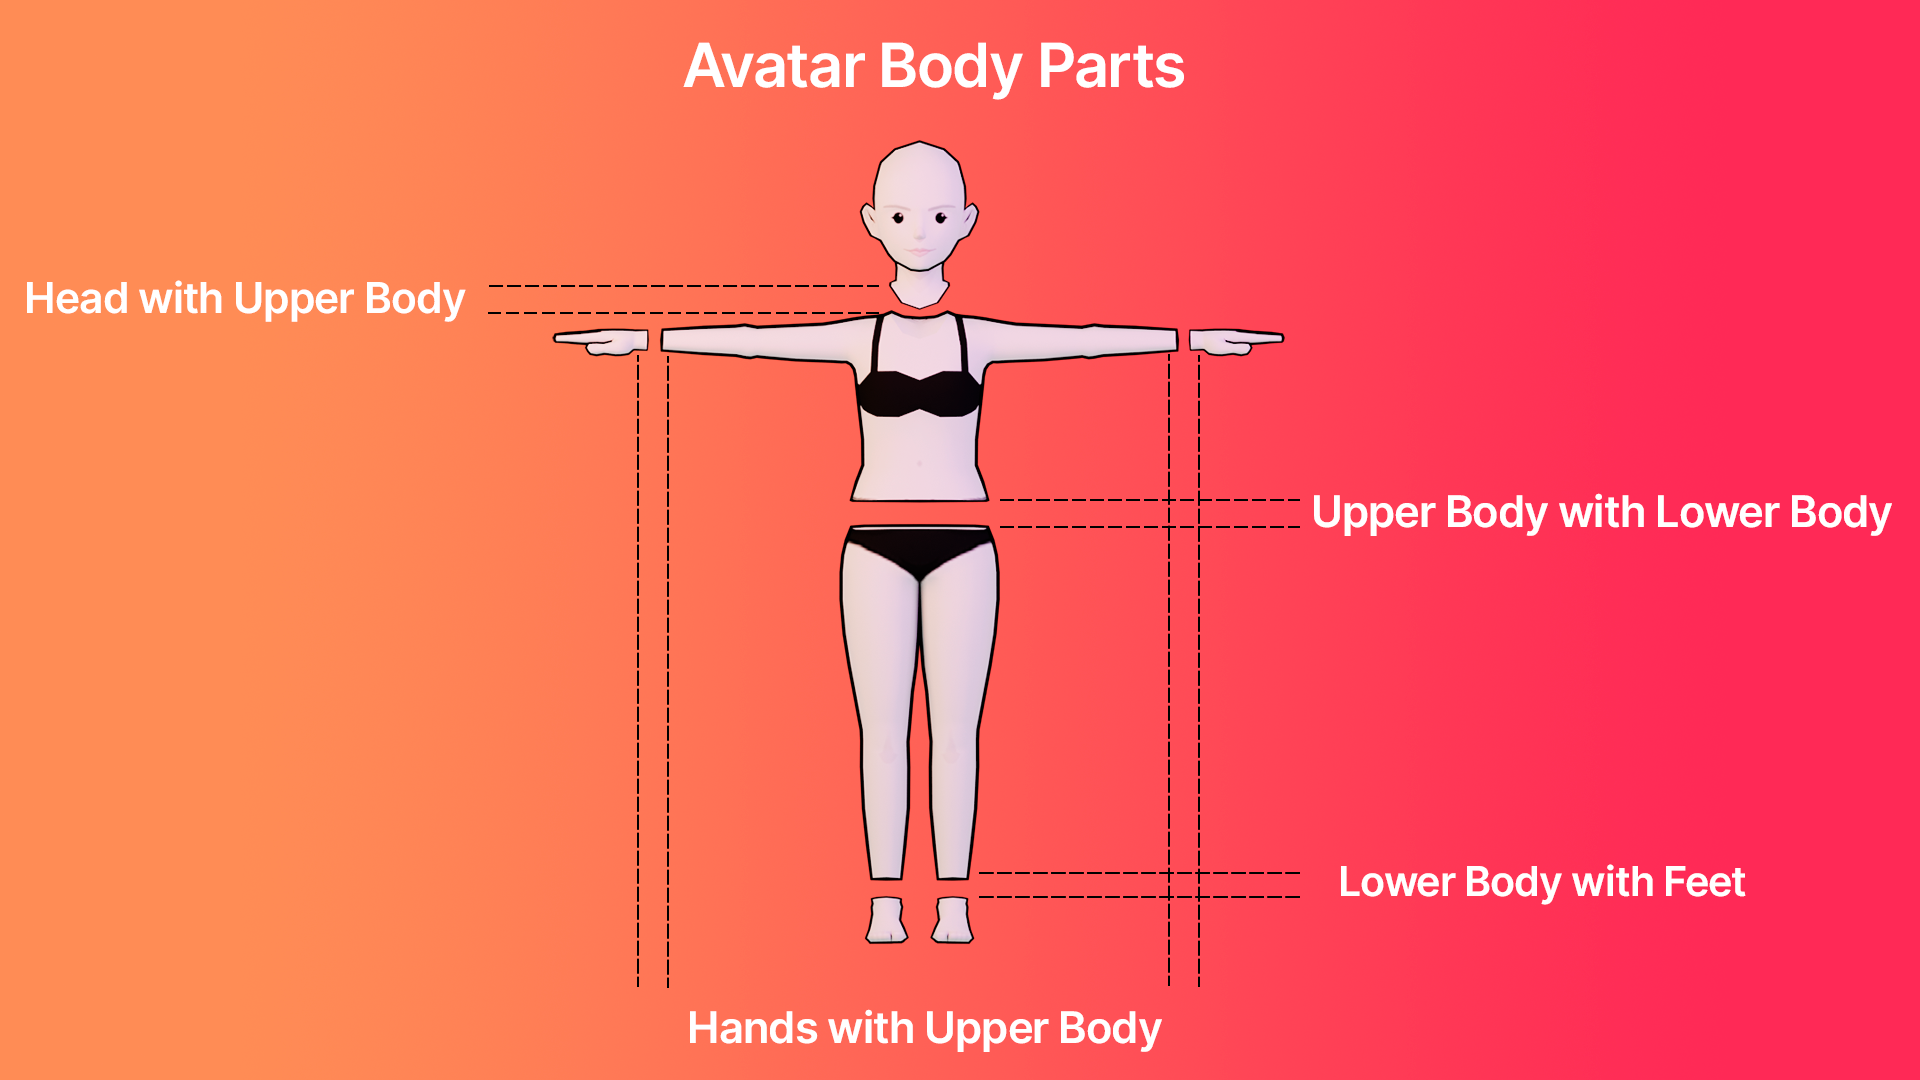 Avatar Body Parts
Head with Upper Body
Upper Body with Lower Body
Lower Body with Feet
Hands with Upper Body